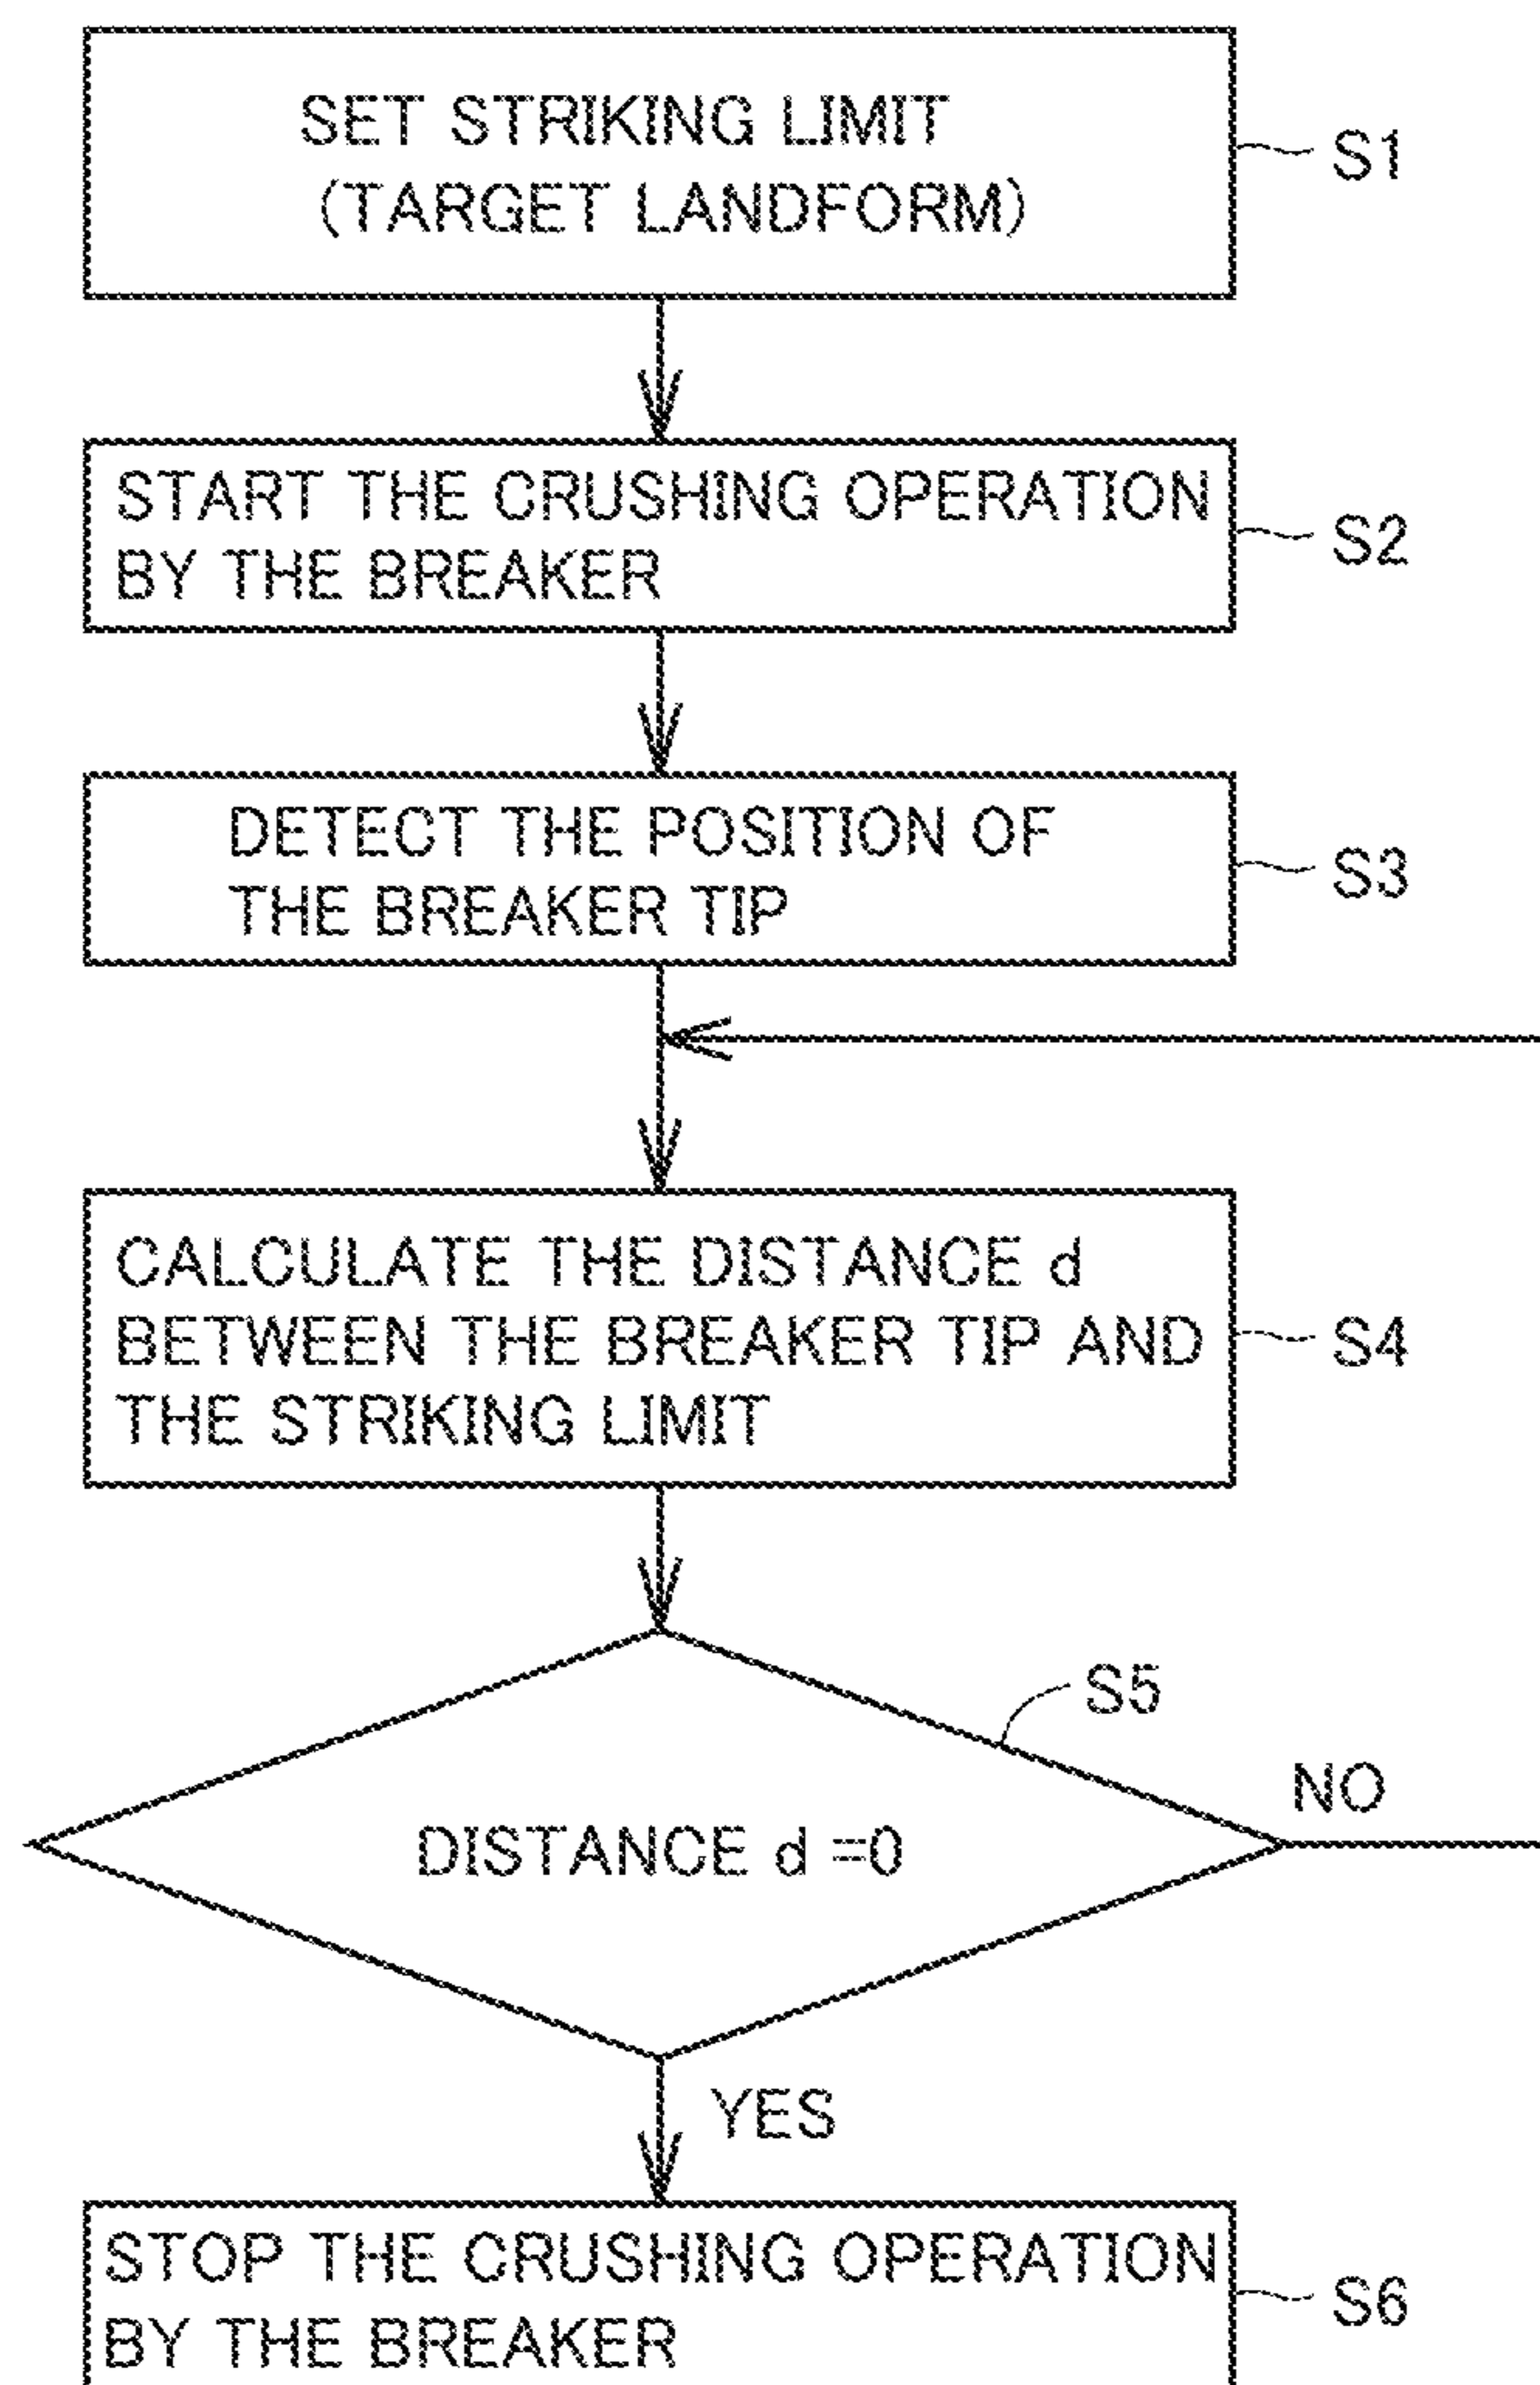 SET STRIKING LIMIT
(TARGET LANDFORM)
S1
START THE CRUSHING OPERATION
BY THE BREAKER
S2
DETECT THE POSITION OF
THE BREAKER TIP
S3
CALCULATE THE DISTANCE d
BETWEEN THE BREAKER TIP AND
THE STRIKING LIMIT
S4
S5
NO
DISTANCE d =0
YES
STOP THE CRUSHING OPERATION
BY THE BREAKER
S6